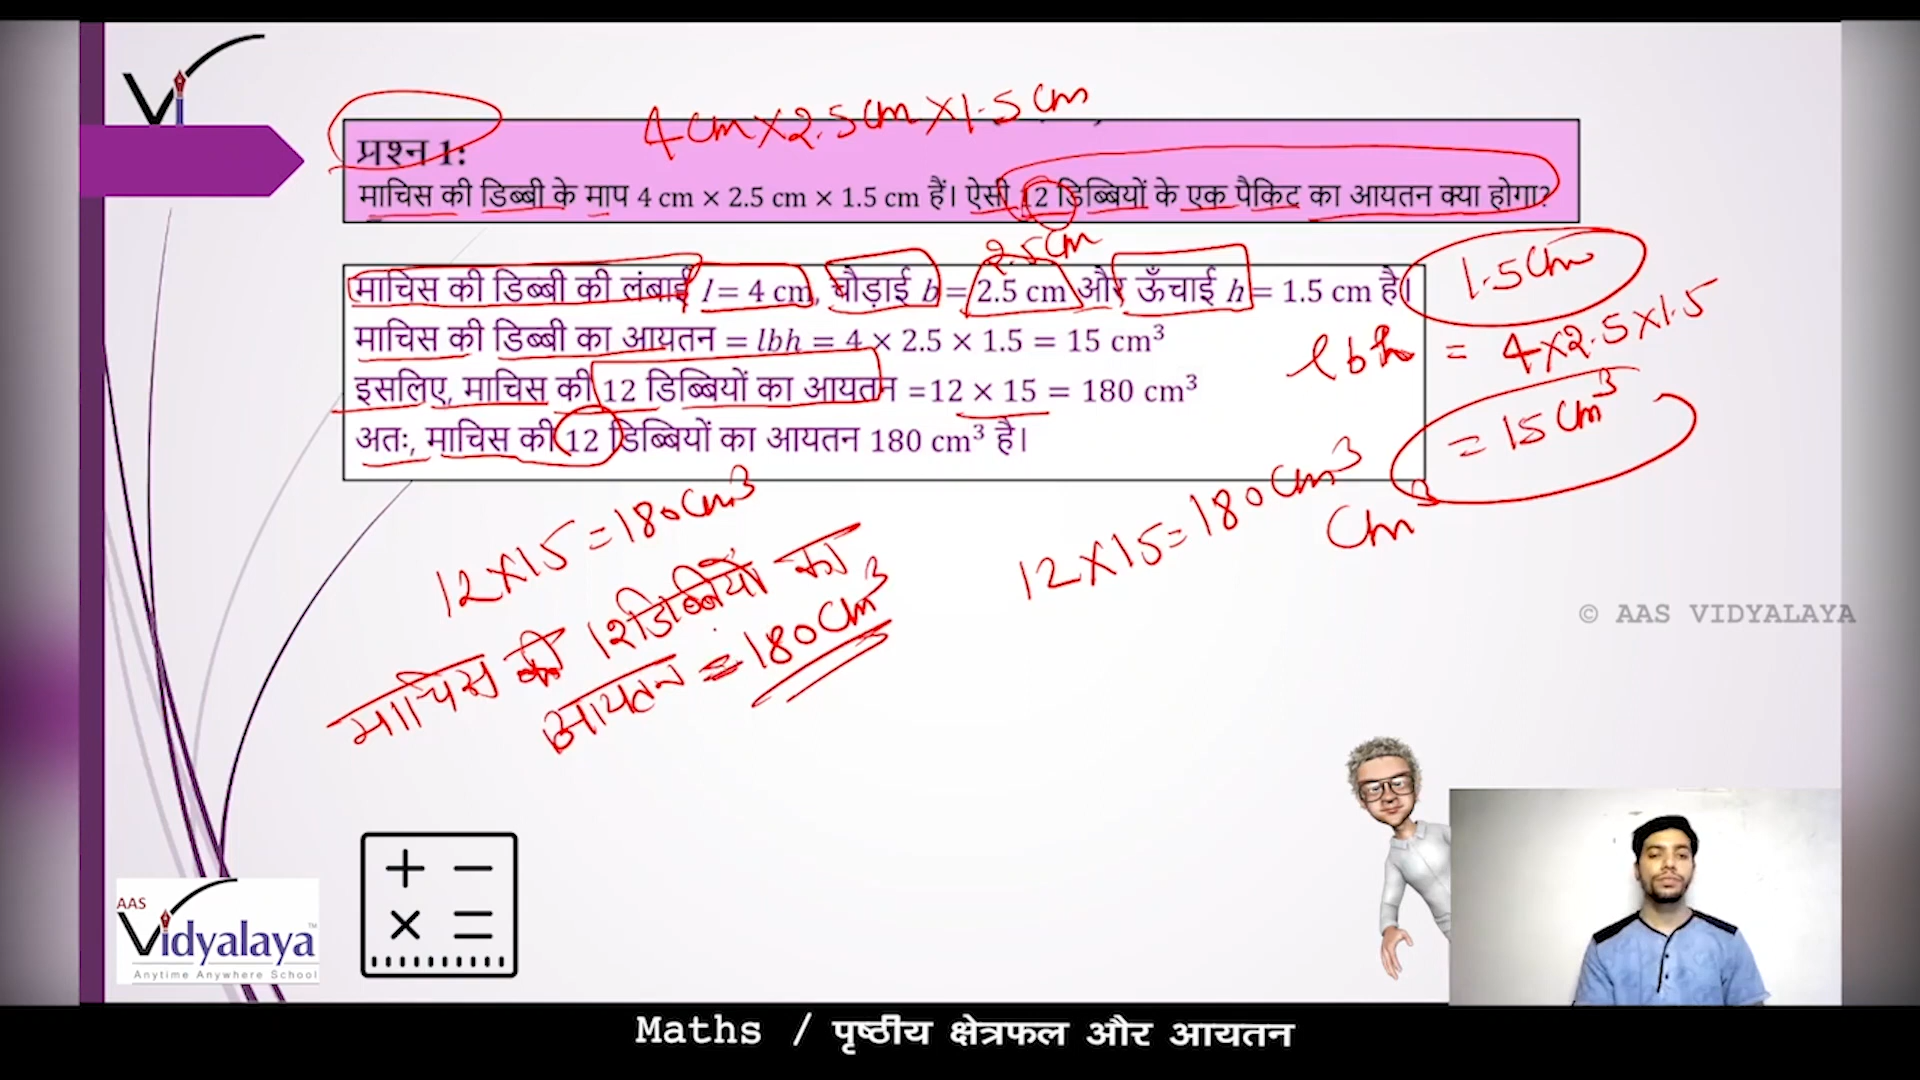 4 cm × 2.5 cm × 1.5 cm
प्रश्न 1:
माचिस की डिब्बी के माप 4 cm × 2.5 cm × 1.5 cm हैं। ऐसी 12 डिब्बियों के एक पैकिट का आयतन क्या होगा?
2.5 cm
1.5 cm
माचिस की डिब्बी की लंबाई l = 4 cm, चौड़ाई b = 2.5 cm और ऊँचाई h = 1.5 cm है।
माचिस की डिब्बी का आयतन = lbh = 4 × 2.5 × 1.5 = 15 cm³
lbh = 4×2.5×1.5
इसलिए, माचिस की 12 डिब्बियों का आयतन =12 × 15 = 180 cm³
= 15 cm³
अतः, माचिस की 12 डिब्बियों का आयतन 180 cm³ है।
12×15=180 cm³
12×15=180 cm³
cm³
माचिस की 12 डिब्बियों का
आयतन = 180 cm³
© AAS VIDYALAYA
+ −
× =
AAS
Vidyalaya™
Anytime Anywhere School
Maths / पृष्ठीय क्षेत्रफल और आयतन